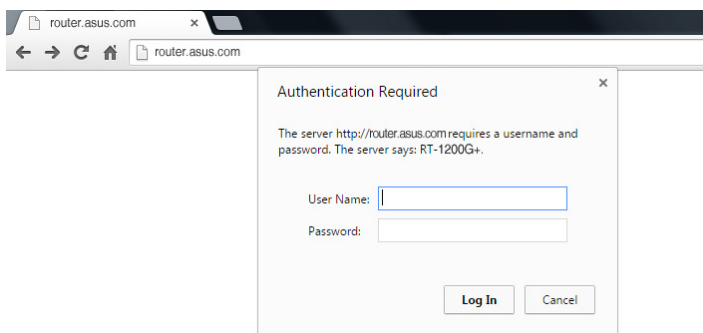 router.asus.com
router.asus.com
Authentication Required
The server http://router.asus.com requires a username and
password. The server says: RT-1200G+.
User Name:
Password:
Log In Cancel